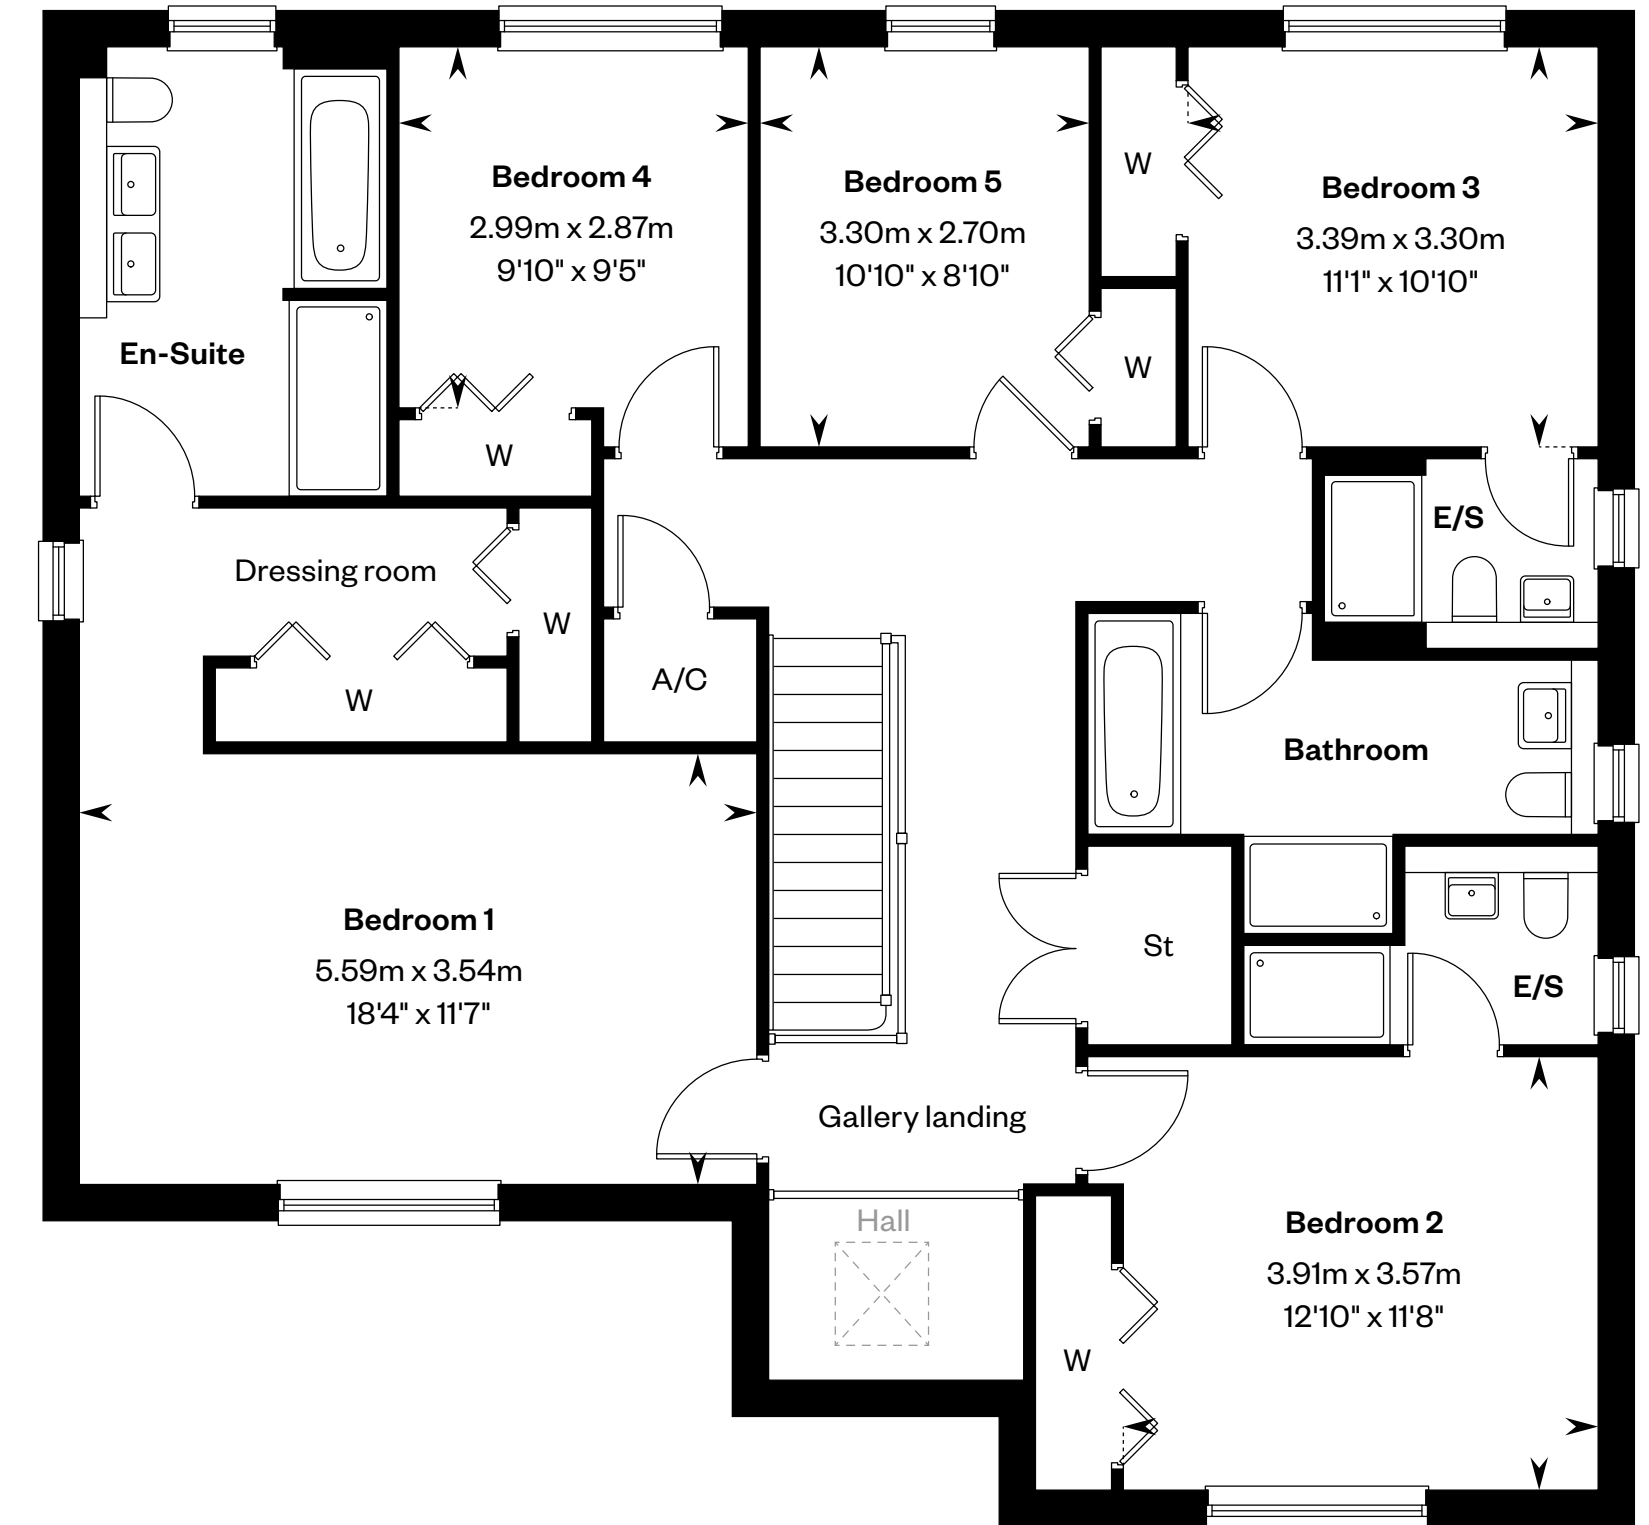 Bedroom 4
2.99m x 2.87m
9'10" x 9'5"
Bedroom 5
3.30m x 2.70m
10'10" x 8'10"
W
Bedroom 3
3.39m x 3.30m
11'1" x 10'10"
En-Suite
W
W
E/S
Dressing room
W
W
A/C
Bathroom
Bedroom 1
5.59m x 3.54m
18'4" x 11'7"
St
E/S
Gallery landing
Hall
Bedroom 2
3.91m x 3.57m
12'10" x 11'8"
W